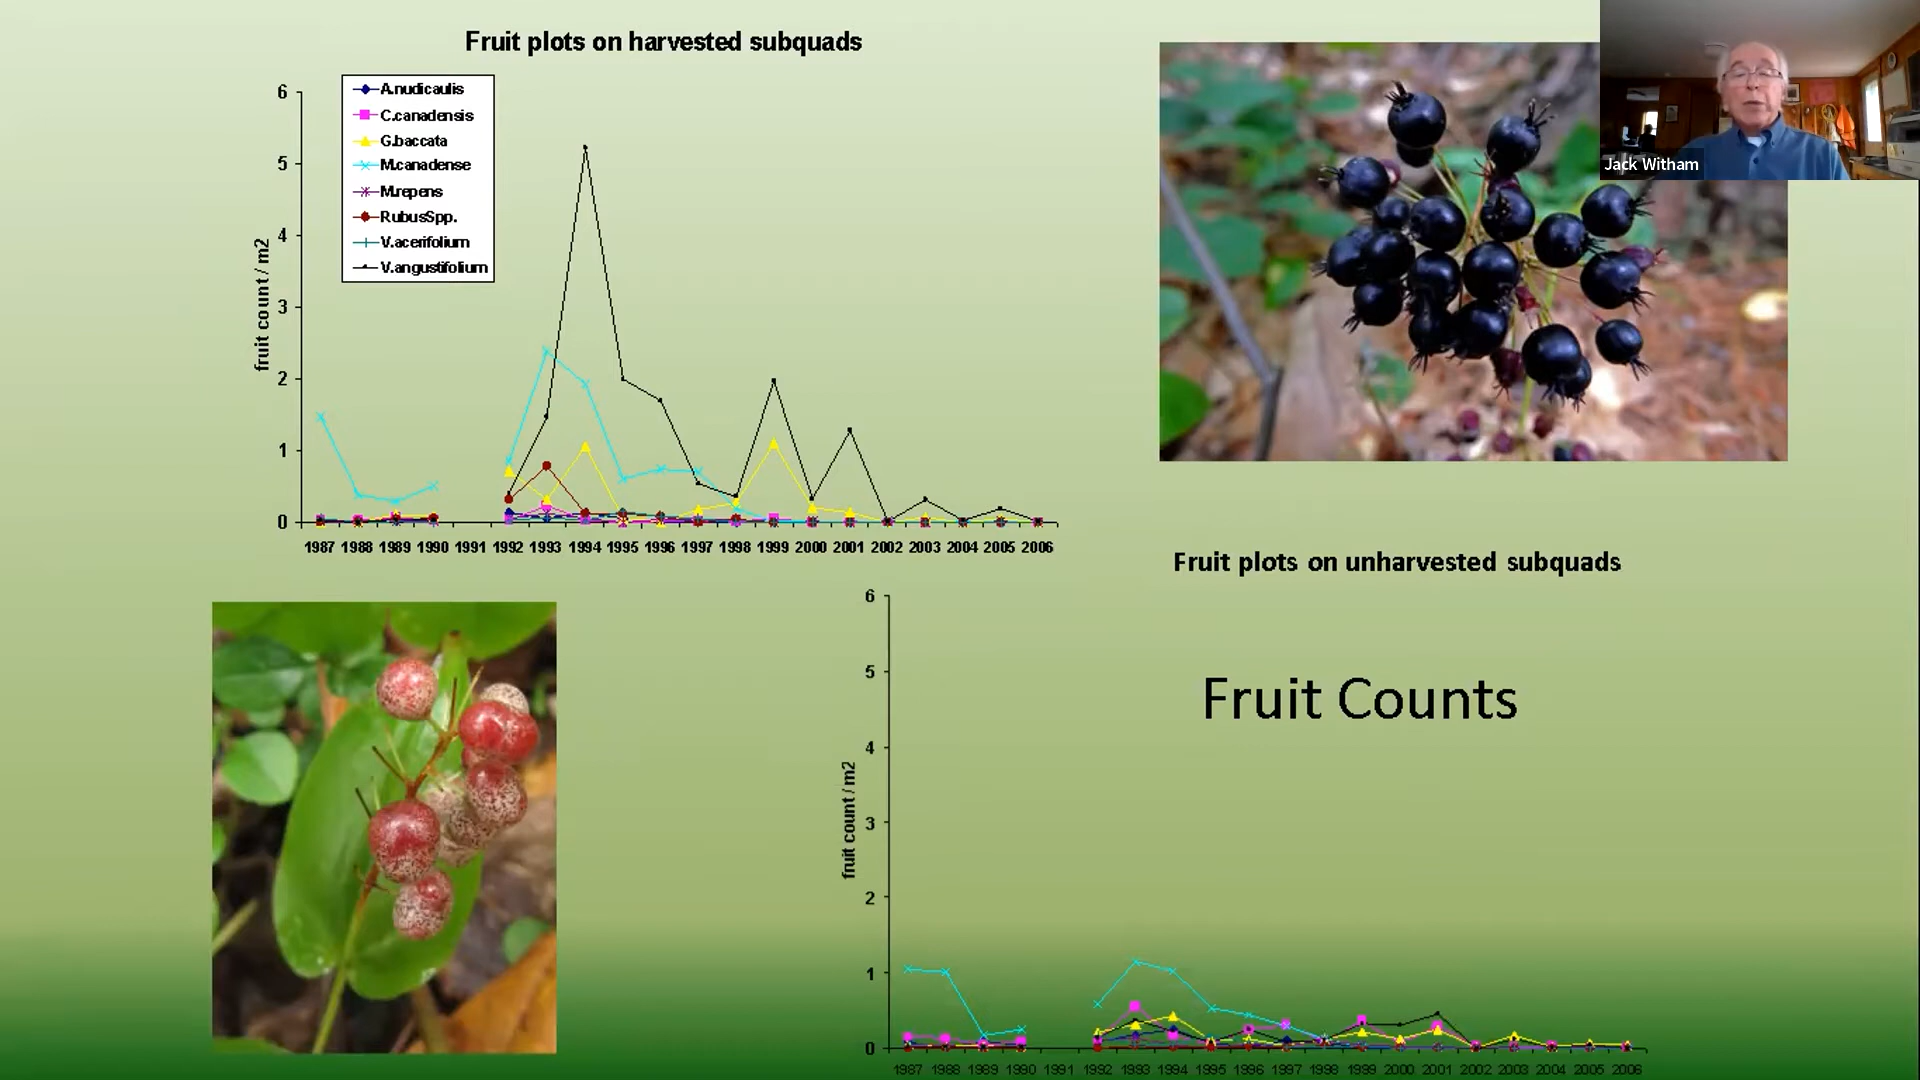 Fruit plots on harvested subquads
6
5
4
3
2
1
0
fruit count / m2
A.nudicaulis
C.canadensis
G.baccata
M.canadense
M.repens
RubusSpp.
V.acerifolium
V.angustifolium
1987 1988 1989 1990 1991 1992 1993 1994 1995 1996 1997 1998 1999 2000 2001 2002 2003 2004 2005 2006
Jack Witham
Fruit plots on unharvested subquads
Fruit Counts
6
5
4
3
2
1
0
fruit count / m2
1987 1988 1989 1990 1991 1992 1993 1994 1995 1996 1997 1998 1999 2000 2001 2002 2003 2004 2005 2006